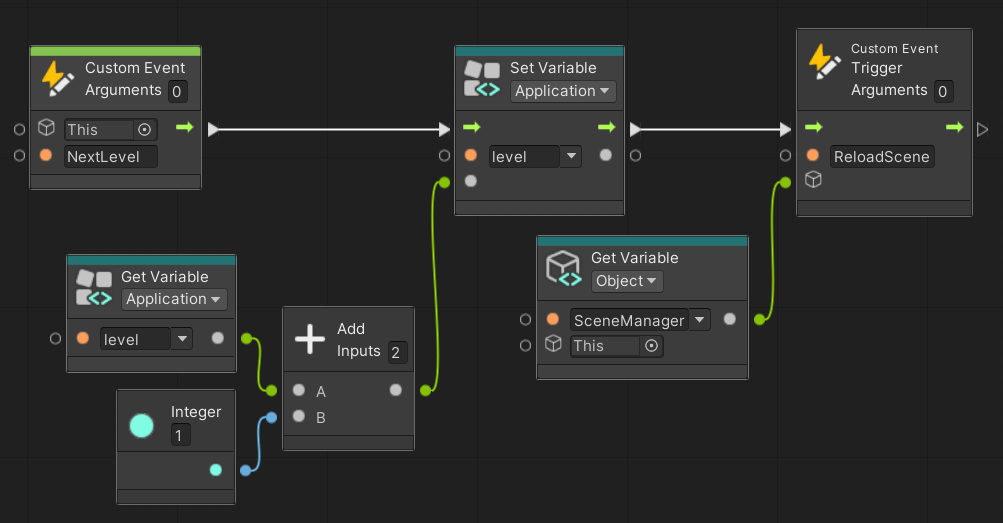 Custom Event
Arguments 0
This
NextLevel
Set Variable
Application
level
Custom Event
Trigger
Arguments 0
ReloadScene
Get Variable
Application
level
Integer
1
Add
Inputs 2
A
B
Get Variable
Object
SceneManager
This